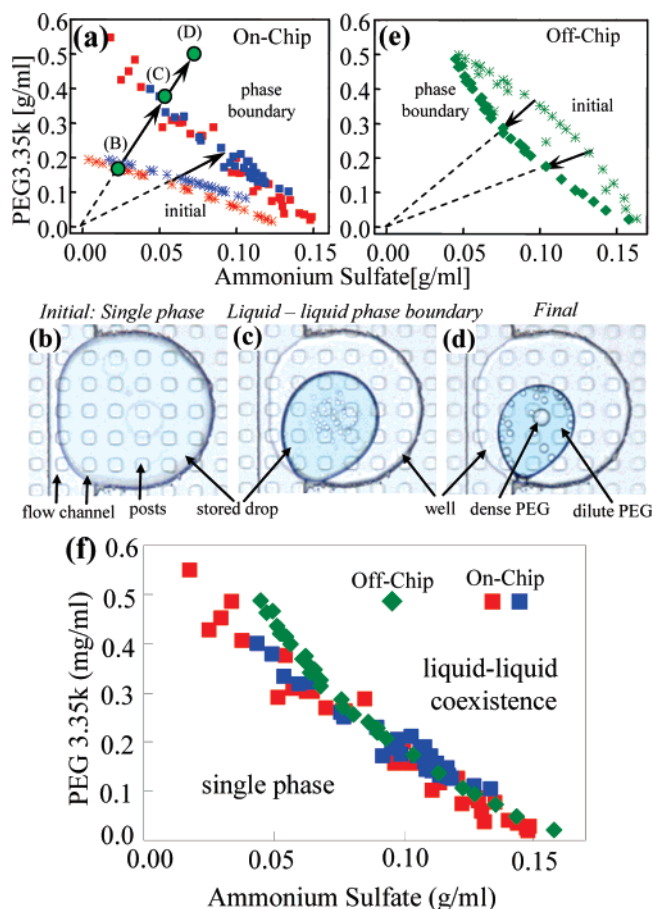 (a) (D) On-Chip
(C)
phase
boundary
(B)
initial
PEG3.35k [g/ml]
0.6
0.5
0.4
0.3
0.2
0.1
0.0
0.00 0.05 0.10 0.15
(e) Off-Chip
phase
boundary
initial
0.6
0.5
0.4
0.3
0.2
0.1
0.0
0.00 0.05 0.10 0.15
Ammonium Sulfate[g/ml]
Initial: Single phase Liquid – liquid phase boundary Final
(b) (c) (d)
flow channel posts stored drop well dense PEG dilute PEG
(f)
Off-Chip On-Chip
liquid-liquid
coexistence
single phase
PEG 3.35k (mg/ml)
0.6
0.5
0.4
0.3
0.2
0.1
0.0
0.00 0.05 0.10 0.15
Ammonium Sulfate (g/ml)